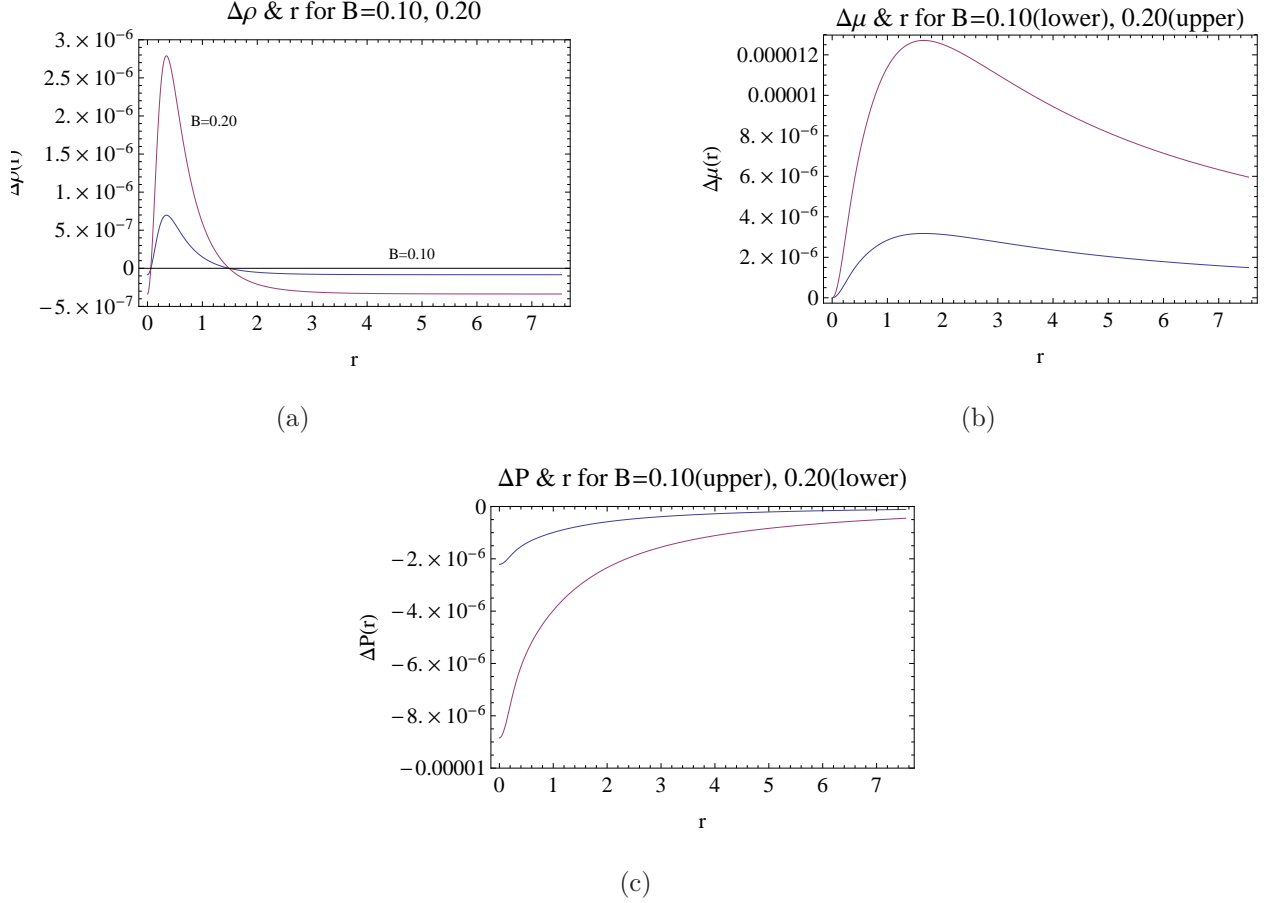 Δρ & r for B=0.10, 0.20
3.×10⁻⁶
2.5×10⁻⁶
2.×10⁻⁶
1.5×10⁻⁶
1.×10⁻⁶
5.×10⁻⁷
0
−5.×10⁻⁷
Δρ(r)
B=0.20
B=0.10
0 1 2 3 4 5 6 7
r
(a)
Δμ & r for B=0.10(lower), 0.20(upper)
0.000012
0.00001
8.×10⁻⁶
6.×10⁻⁶
4.×10⁻⁶
2.×10⁻⁶
0
Δμ(r)
0 1 2 3 4 5 6 7
r
(b)
ΔP & r for B=0.10(upper), 0.20(lower)
0
−2.×10⁻⁶
−4.×10⁻⁶
−6.×10⁻⁶
−8.×10⁻⁶
−0.00001
ΔP(r)
0 1 2 3 4 5 6 7
r
(c)